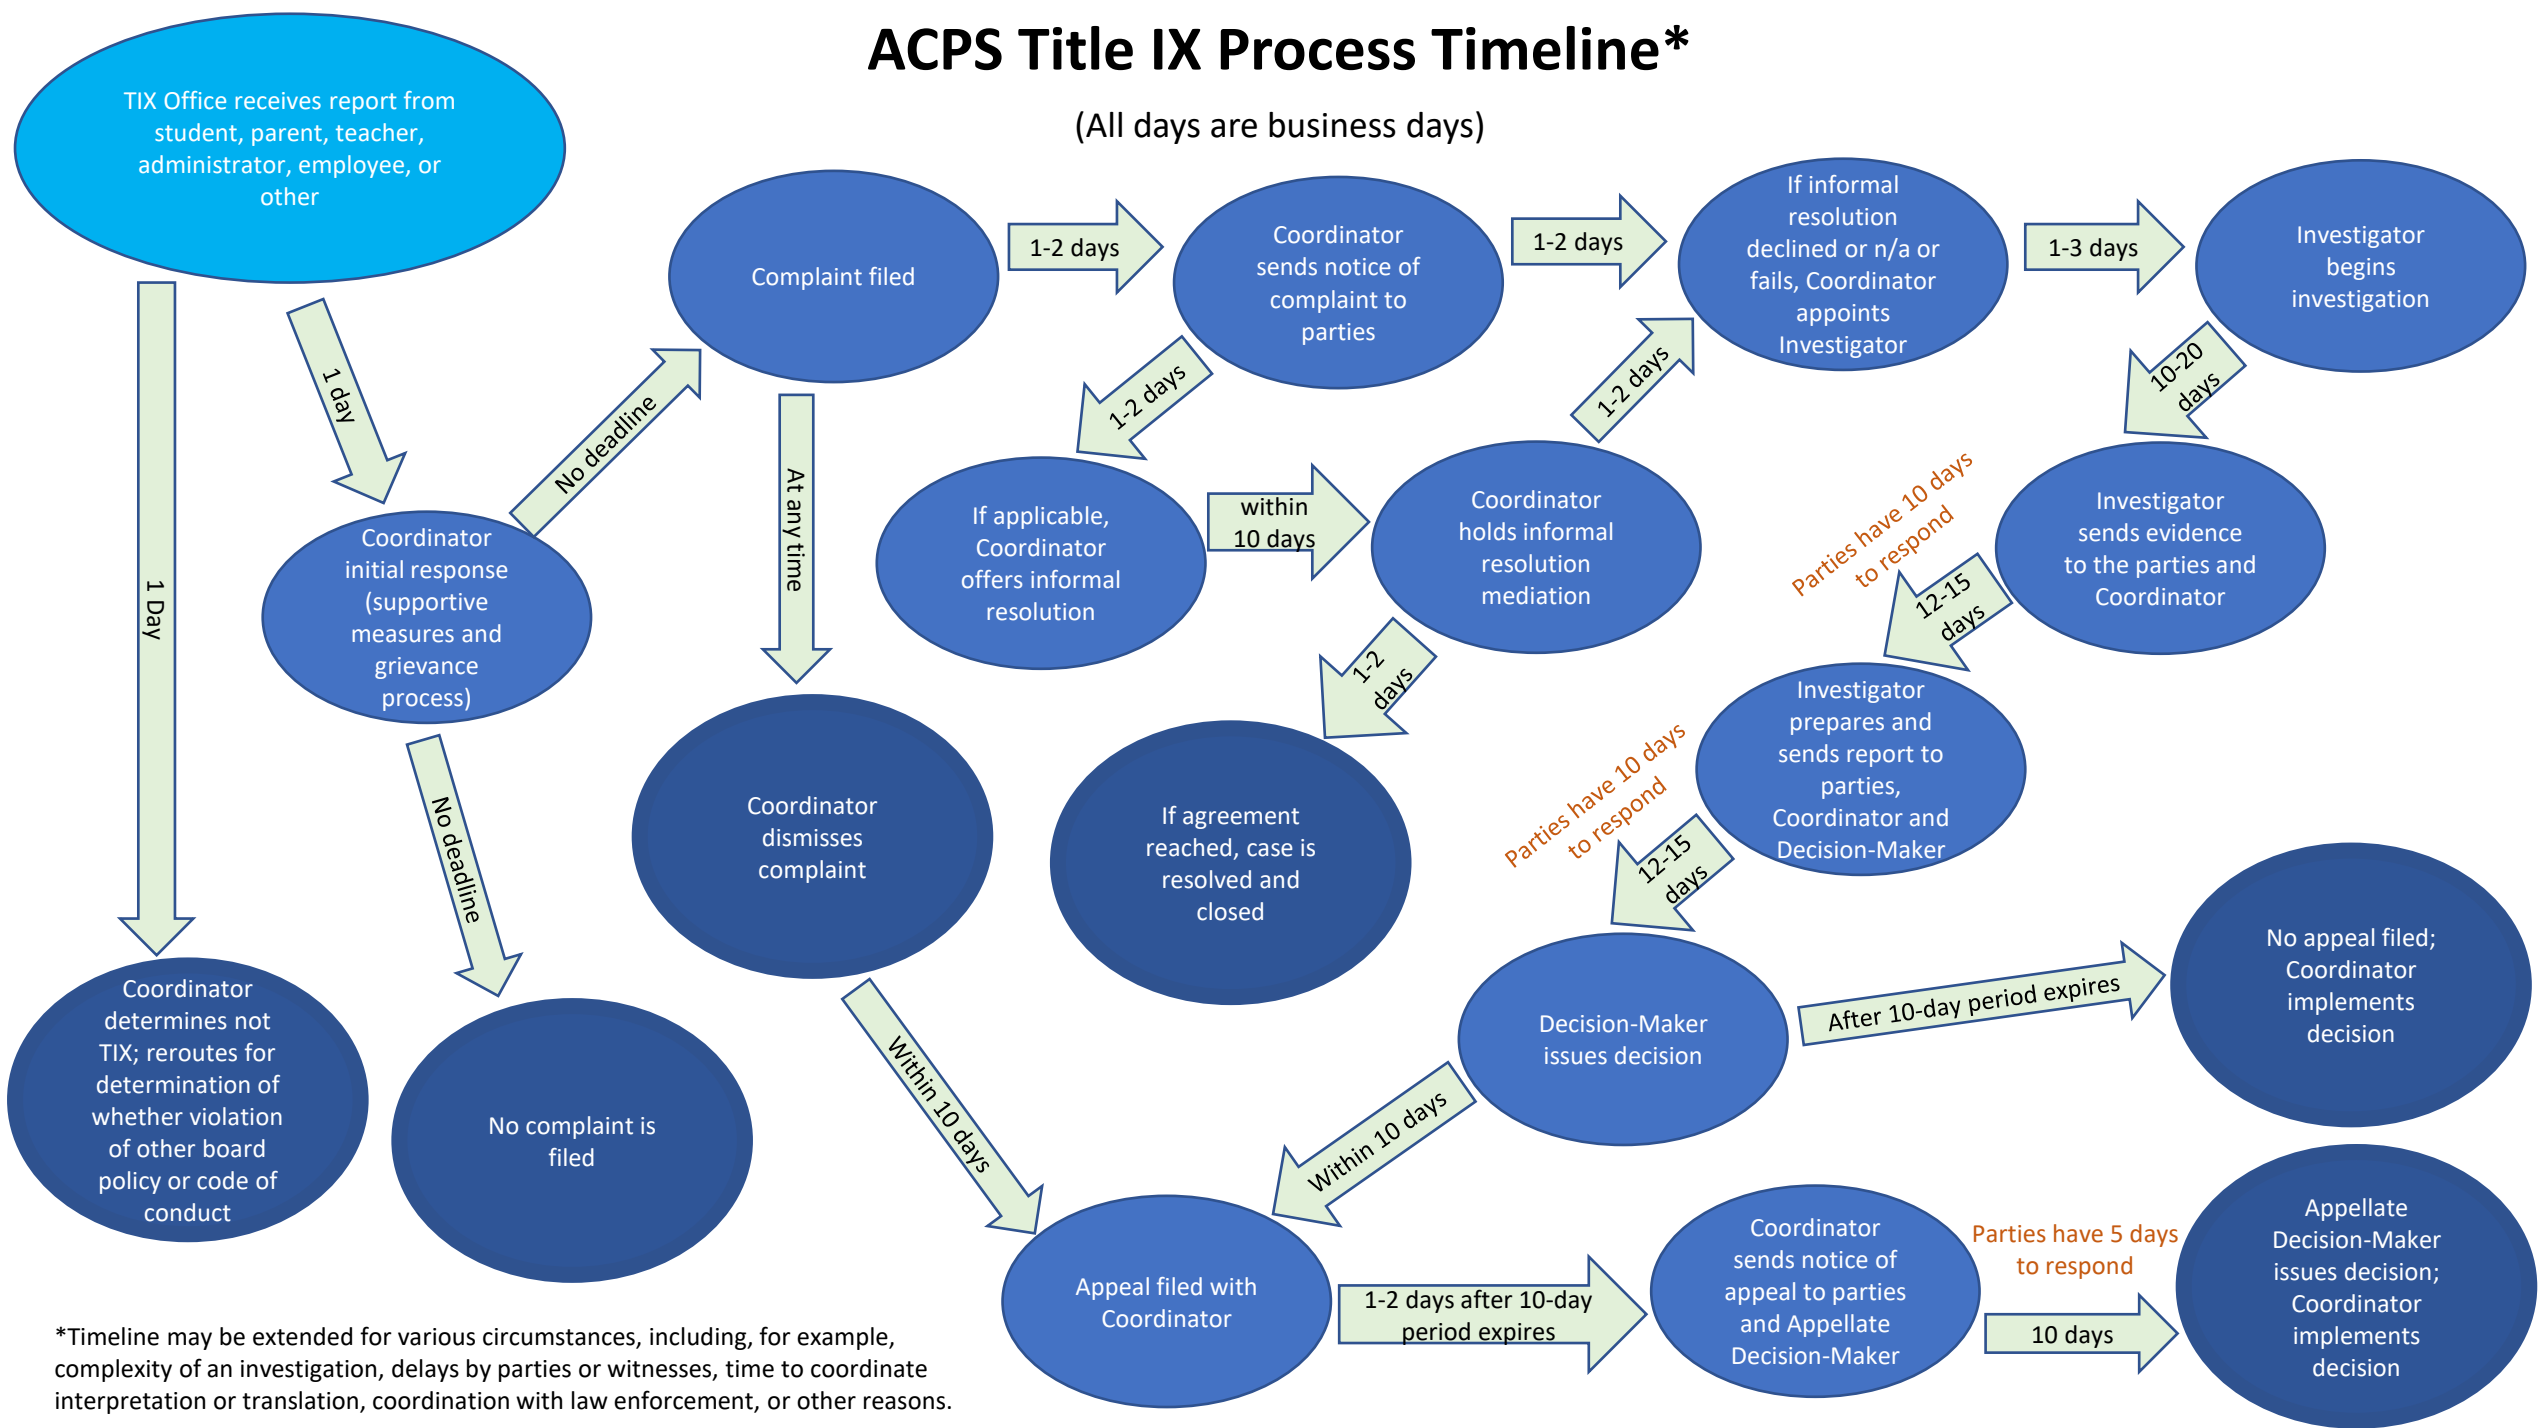 ACPS Title IX Process Timeline*
(All days are business days)
TIX Office receives report from
student, parent, teacher,
administrator, employee, or
other
1 Day
1 day
Coordinator
determines not
TIX; reroutes for
determination of
whether violation
of other board
policy or code of
conduct
Coordinator
initial response
(supportive
measures and
grievance
process)
No deadline
No deadline
No complaint is
filed
Complaint filed
At any time
Coordinator
dismisses
complaint
Within 10 days
1-2 days
Coordinator
sends notice of
complaint to
parties
1-2 days
1-2 days
If applicable,
Coordinator
offers informal
resolution
within
10 days
Coordinator
holds informal
resolution
mediation
1-2 days
1-2
days
If agreement
reached, case is
resolved and
closed
If informal
resolution
declined or n/a or
fails, Coordinator
appoints
Investigator
1-3 days
Investigator
begins
investigation
10-20
days
Investigator
sends evidence
to the parties and
Coordinator
Parties have 10 days
to respond
12-15
days
Investigator
prepares and
sends report to
parties,
Coordinator and
Decision-Maker
Parties have 10 days
to respond
12-15
days
Decision-Maker
issues decision
After 10-day period expires
No appeal filed;
Coordinator
implements
decision
Within 10 days
Appeal filed with
Coordinator
1-2 days after 10-day
period expires
Coordinator
sends notice of
appeal to parties
and Appellate
Decision-Maker
Parties have 5 days
to respond
10 days
Appellate
Decision-Maker
issues decision;
Coordinator
implements
decision
*Timeline may be extended for various circumstances, including, for example,
complexity of an investigation, delays by parties or witnesses, time to coordinate
interpretation or translation, coordination with law enforcement, or other reasons.